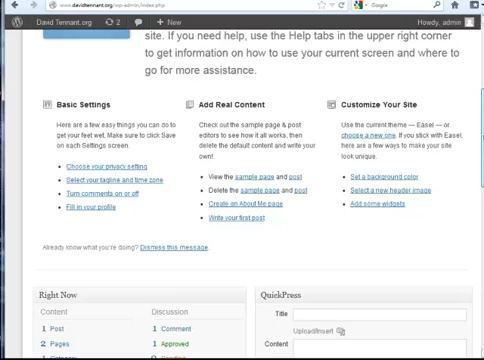 www.davidtennant.org/wp-admin/index.php
Google
David Tennant.org
2
+ New
Howdy, admin
site. If you need help, use the Help tabs in the upper right corner
to get information on how to use your current screen and where to
go for more assistance.
Basic Settings
Here are a few easy things you can do to
get your feet wet. Make sure to click Save
on each Settings screen.
Choose your privacy setting
Select your tagline and time zone
Turn comments on or off
Fill in your profile
Add Real Content
Check out the sample page & post
editors to see how it all works, then
delete the default content and write your
own!
View the sample page and post
Delete the sample page and post
Create an About Me page
Write your first post
Customize Your Site
Use the current theme — Easel — or
choose a new one. If you stick with Easel,
here are a few ways to make your site
look unique.
Set a background color
Select a new header image
Add some widgets
Already know what you're doing? Dismiss this message.
Right Now
Content
1 Post
2 Pages
1 Category
Discussion
1 Comment
1 Approved
0 Pending
QuickPress
Title
Upload/Insert
Content